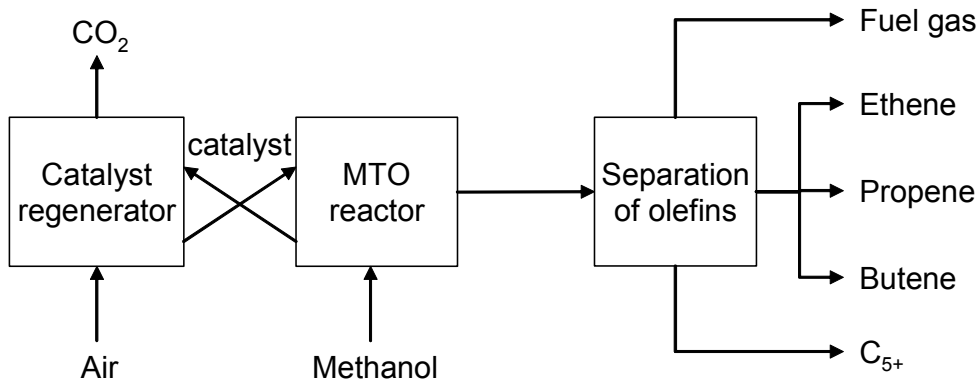 CO₂
Fuel gas
Ethene
catalyst
Catalyst
regenerator
MTO
reactor
Separation
of olefins
Propene
Butene
Air
Methanol
C₅₊